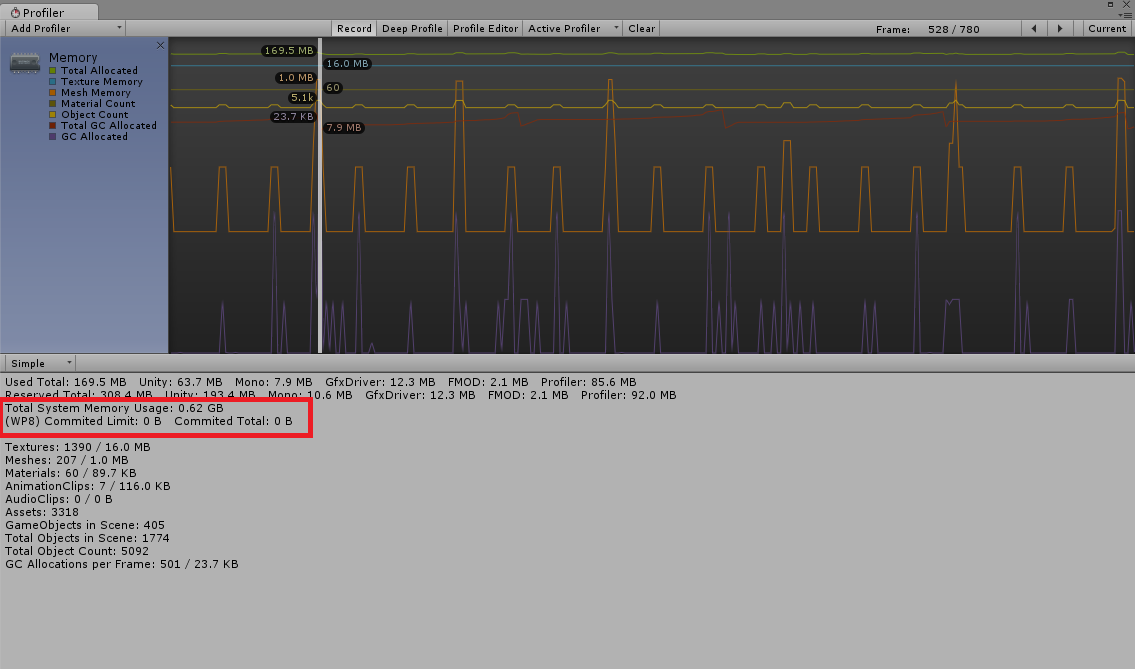 Profiler
Add Profiler Record Deep Profile Profile Editor Active Profiler Clear Frame: 528 / 780 Current
Memory
Total Allocated
Texture Memory
Mesh Memory
Material Count
Object Count
Total GC Allocated
GC Allocated
169.5 MB
16.0 MB
1.0 MB
60
5.1k
23.7 KB
7.9 MB
Simple
Used Total: 169.5 MB Unity: 63.7 MB Mono: 7.9 MB GfxDriver: 12.3 MB FMOD: 2.1 MB Profiler: 85.6 MB
Reserved Total: 308.4 MB Unity: 193.4 MB Mono: 10.6 MB GfxDriver: 12.3 MB FMOD: 2.1 MB Profiler: 92.0 MB
Total System Memory Usage: 0.62 GB
(WP8) Commited Limit: 0 B Commited Total: 0 B
Textures: 1390 / 16.0 MB
Meshes: 207 / 1.0 MB
Materials: 60 / 89.7 KB
AnimationClips: 7 / 116.0 KB
AudioClips: 0 / 0 B
Assets: 3318
GameObjects in Scene: 405
Total Objects in Scene: 1774
Total Object Count: 5092
GC Allocations per Frame: 501 / 23.7 KB